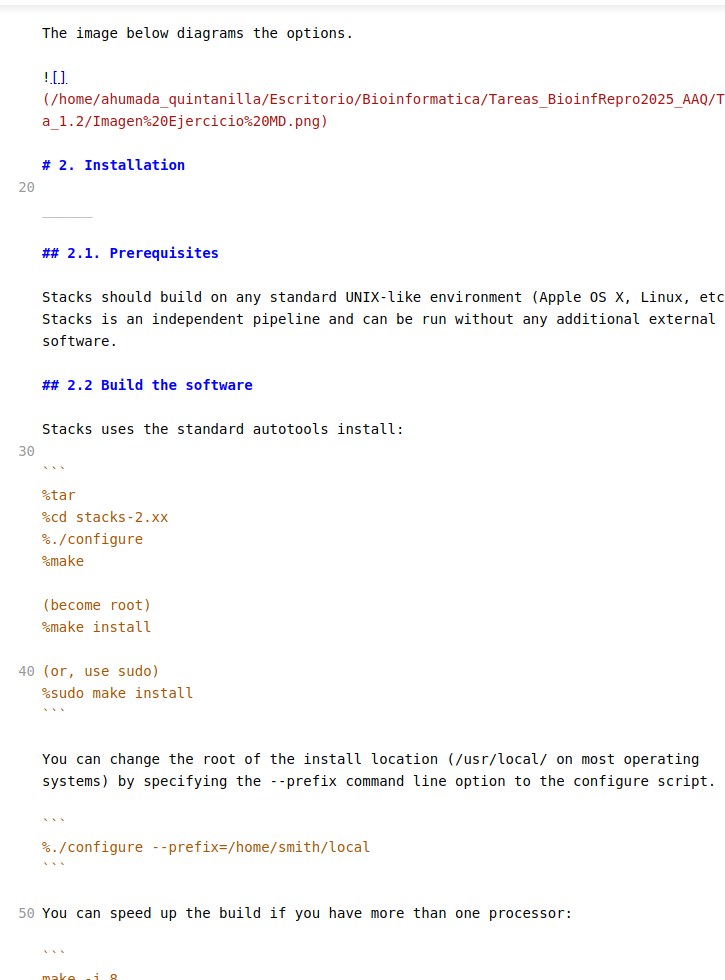 The image below diagrams the options.
![]
(/home/ahumada_quintanilla/Escritorio/Bioinformatica/Tareas_BioinfRepro2025_AAQ/T
a_1.2/Imagen%20Ejercicio%20MD.png)
# 2. Installation
20
______
## 2.1. Prerequisites
Stacks should build on any standard UNIX-like environment (Apple OS X, Linux, etc
Stacks is an independent pipeline and can be run without any additional external
software.
## 2.2 Build the software
Stacks uses the standard autotools install:
30
```
%tar
%cd stacks-2.xx
%./configure
%make
(become root)
%make install
40 (or, use sudo)
%sudo make install
```
You can change the root of the install location (/usr/local/ on most operating
systems) by specifying the --prefix command line option to the configure script.
```
%./configure --prefix=/home/smith/local
```
50 You can speed up the build if you have more than one processor:
```
make -j 8